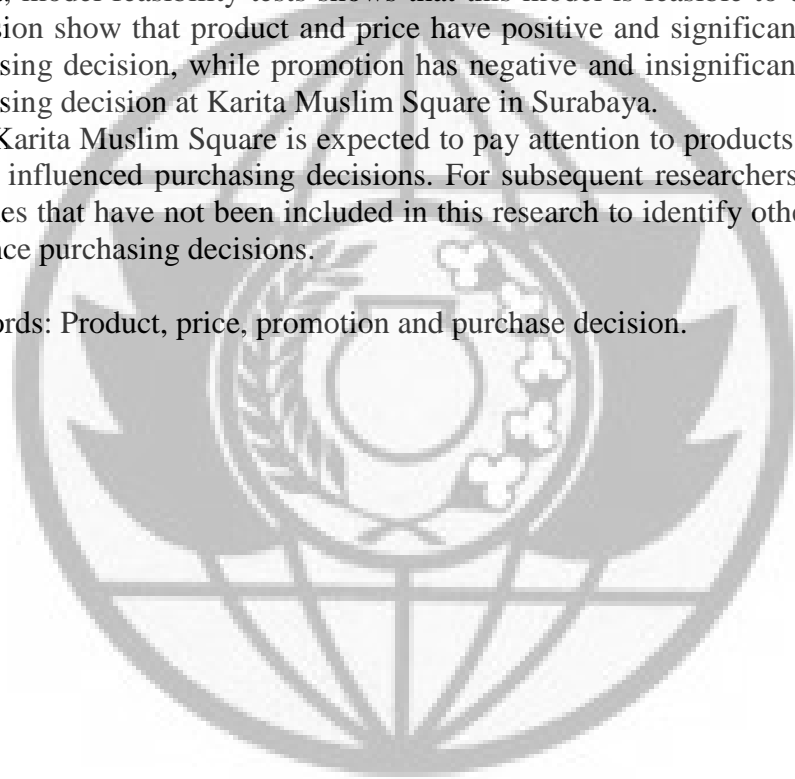 model feasibility tests shows that this model is feasible to
sion show that product and price have positive and significan
sing decision, while promotion has negative and insignifican
sing decision at Karita Muslim Square in Surabaya.
Karita Muslim Square is expected to pay attention to products
influenced purchasing decisions. For subsequent researchers
es that have not been included in this research to identify othe
nce purchasing decisions.
ords: Product, price, promotion and purchase decision.